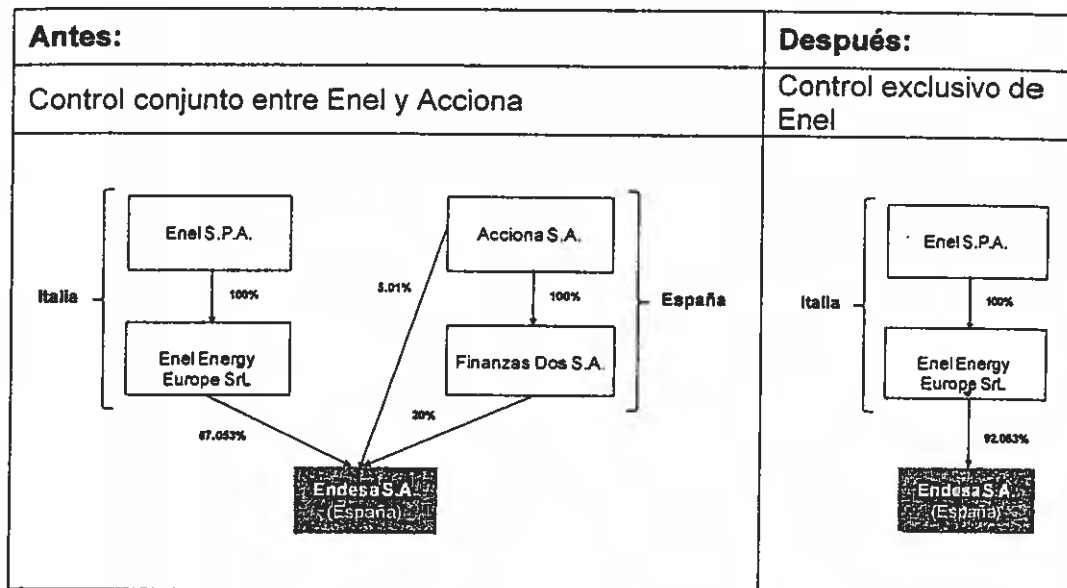 Antes:
Después:
Control conjunto entre Enel y Acciona
Control exclusivo de
Enel
Enel S.P.A.
100%
Italia
Enel Energy
Europe SrL
67.053%
Acciona S.A.
5.01%
100%
España
Finanzas Dos S.A.
20%
Endesa S.A.
(España)
Enel S.P.A.
100%
Italia
Enel Energy
Europe SrL
92.063%
Endesa S.A.
(España)